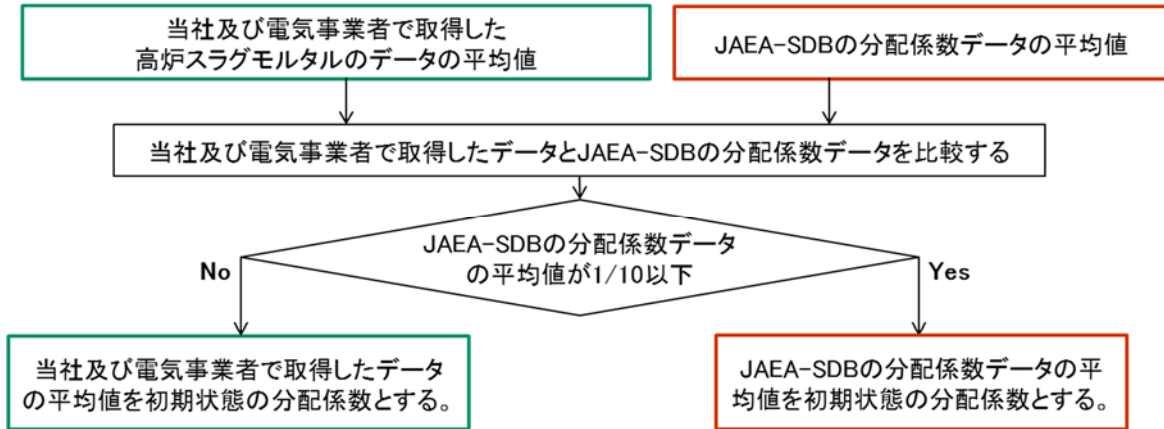 当社及び電気事業者で取得した
高炉スラグモルタルのデータの平均値
JAEA-SDBの分配係数データの平均値
当社及び電気事業者で取得したデータとJAEA-SDBの分配係数データを比較する
JAEA-SDBの分配係数データ
の平均値が1/10以下
No
Yes
当社及び電気事業者で取得したデータ
の平均値を初期状態の分配係数とする。
JAEA-SDBの分配係数データの平
均値を初期状態の分配係数とする。